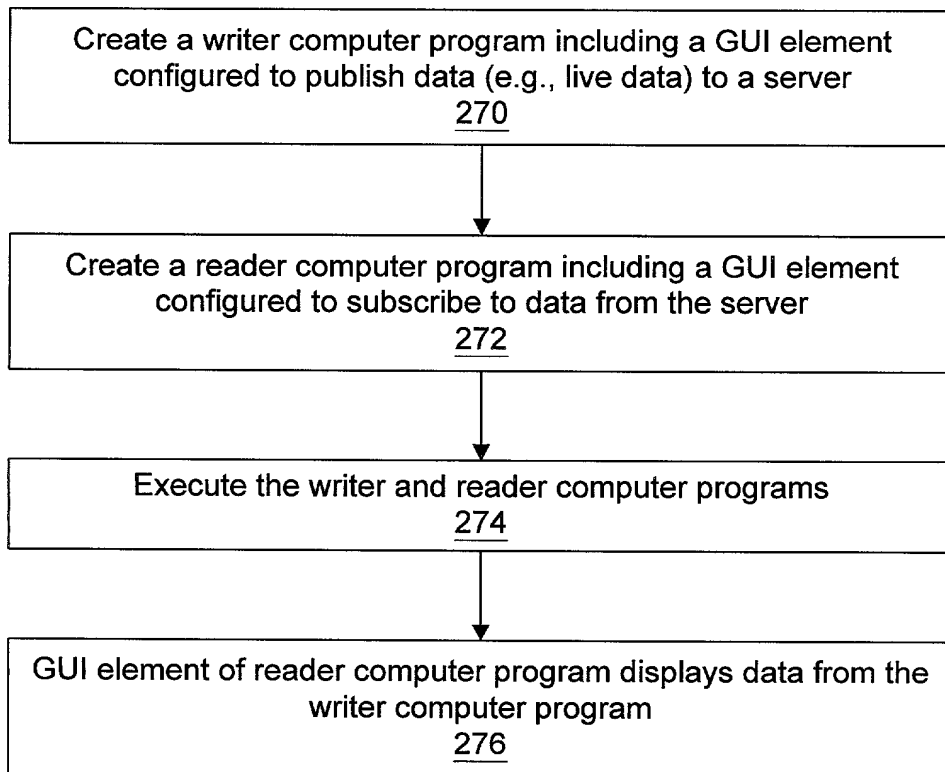 Create a writer computer program including a GUI element
configured to publish data (e.g., live data) to a server
270
Create a reader computer program including a GUI element
configured to subscribe to data from the server
272
Execute the writer and reader computer programs
274
GUI element of reader computer program displays data from the
writer computer program
276